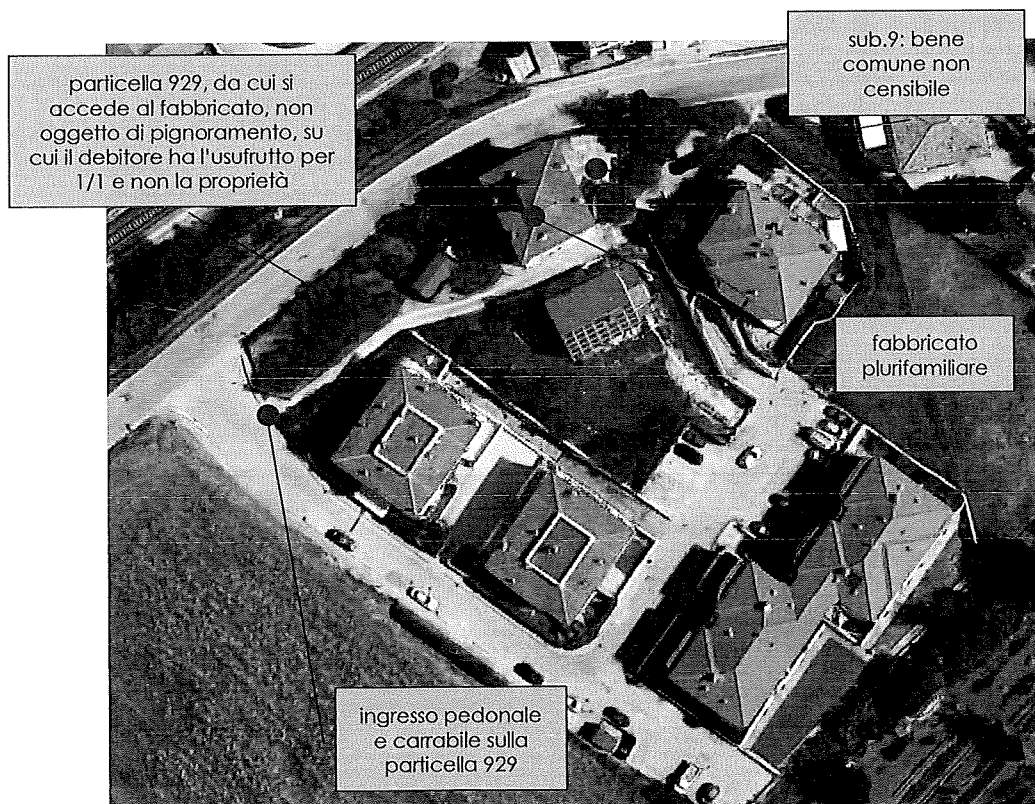 particella 929, da cui si
accede al fabbricato, non
oggetto di pignoramento, su
cui il debitore ha l'usufrutto per
1/1 e non la proprietà
sub.9: bene
comune non
censibile
fabbricato
plurifamiliare
ingresso pedonale
e carrabile sulla
particella 929